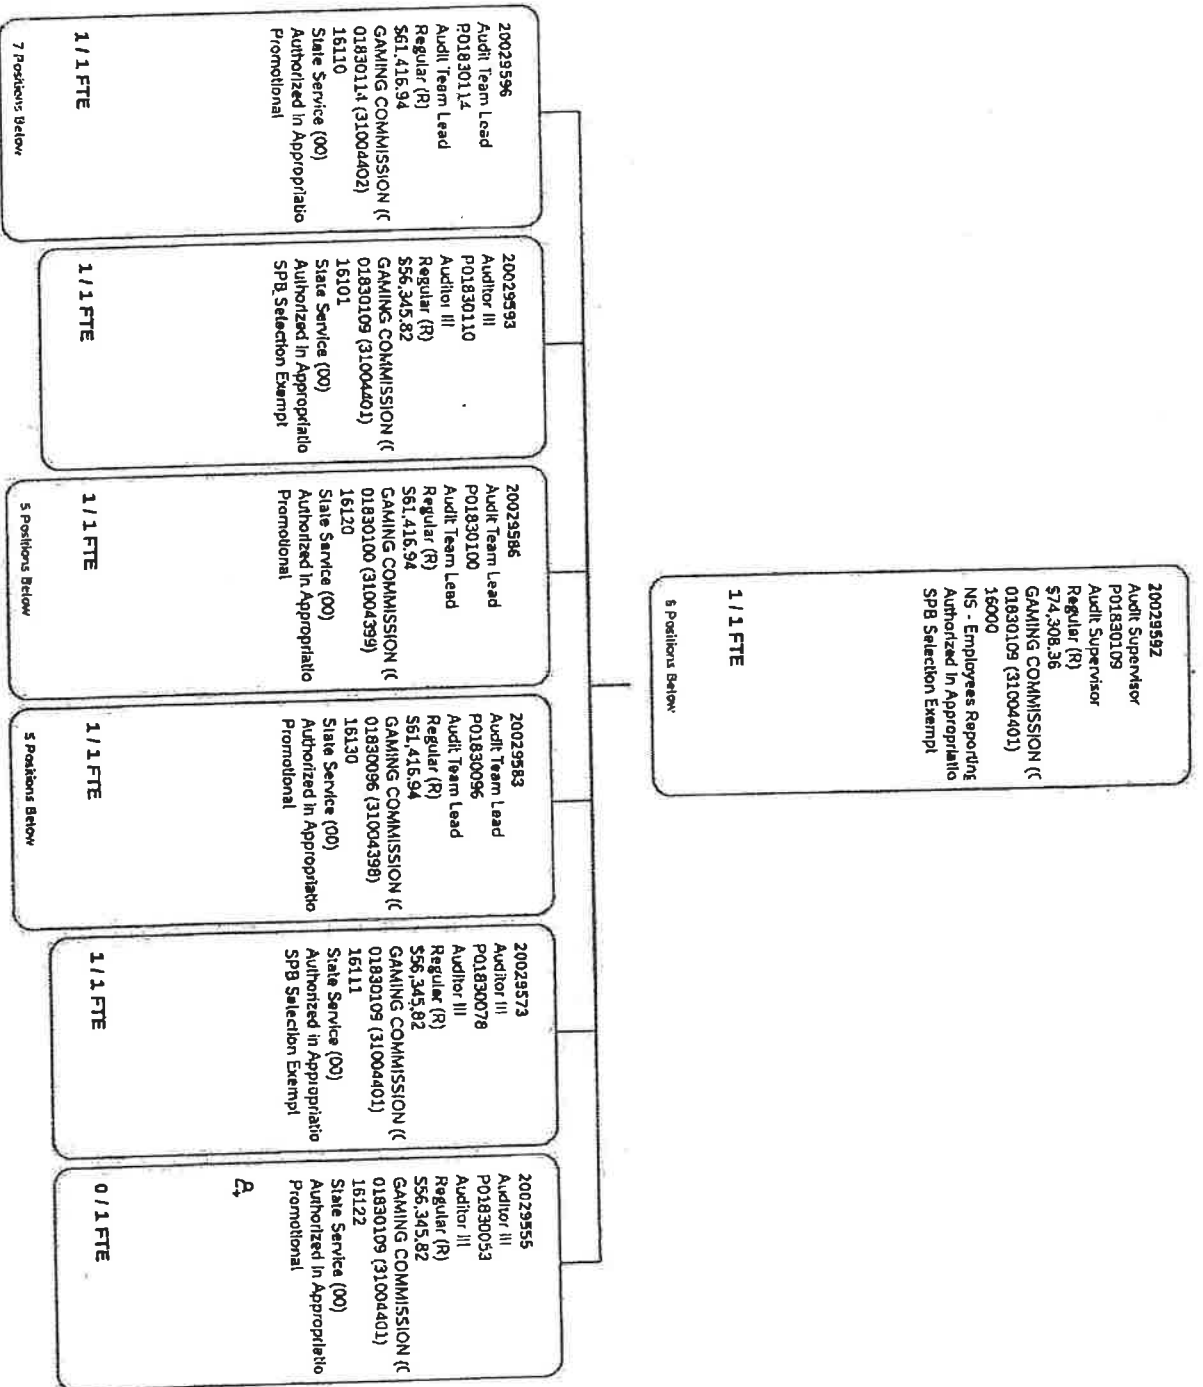 20029592
Audit Supervisor
P01830109
Audit Supervisor
Regular (R)
$74,308.36
GAMING COMMISSION ((
01830109 (31004401)
16000
NS - Employees Reporting
Authorized In Appropriatio
SPB Selection Exempt
1 / 1 FTE
6 Positions Below
20029596
Audit Team Lead
P01830114
Audit Team Lead
Regular (R)
$61,416.94
GAMING COMMISSION ((
01830114 (31004402)
16110
State Service (00)
Authorized In Appropriatio
Promotional
1 / 1 FTE
7 Positions Below
20029593
Auditor III
P01830110
Auditor III
Regular (R)
$56,345.82
GAMING COMMISSION ((
01830109 (31004401)
16101
State Service (00)
Authorized In Appropriatio
SPB Selection Exempt
1 / 1 FTE
20029586
Audit Team Lead
P01830100
Audit Team Lead
Regular (R)
$61,416.94
GAMING COMMISSION ((
01830100 (31004399)
16120
State Service (00)
Authorized In Appropriatio
Promotional
1 / 1 FTE
5 Positions Below
20029583
Audit Team Lead
P01830096
Audit Team Lead
Regular (R)
$61,416.94
GAMING COMMISSION ((
01830096 (31004398)
16130
State Service (00)
Authorized In Appropriatio
Promotional
1 / 1 FTE
5 Positions Below
20029573
Auditor III
P01830078
Auditor III
Regular (R)
$56,345.82
GAMING COMMISSION ((
01830109 (31004401)
16111
State Service (00)
Authorized in Appropriatio
SPB Selection Exempt
1 / 1 FTE
20029555
Auditor III
P01830053
Auditor III
Regular (R)
$56,345.82
GAMING COMMISSION ((
01830109 (31004401)
16122
State Service (00)
Authorized In Appropriatio
Promotional
0 / 1 FTE